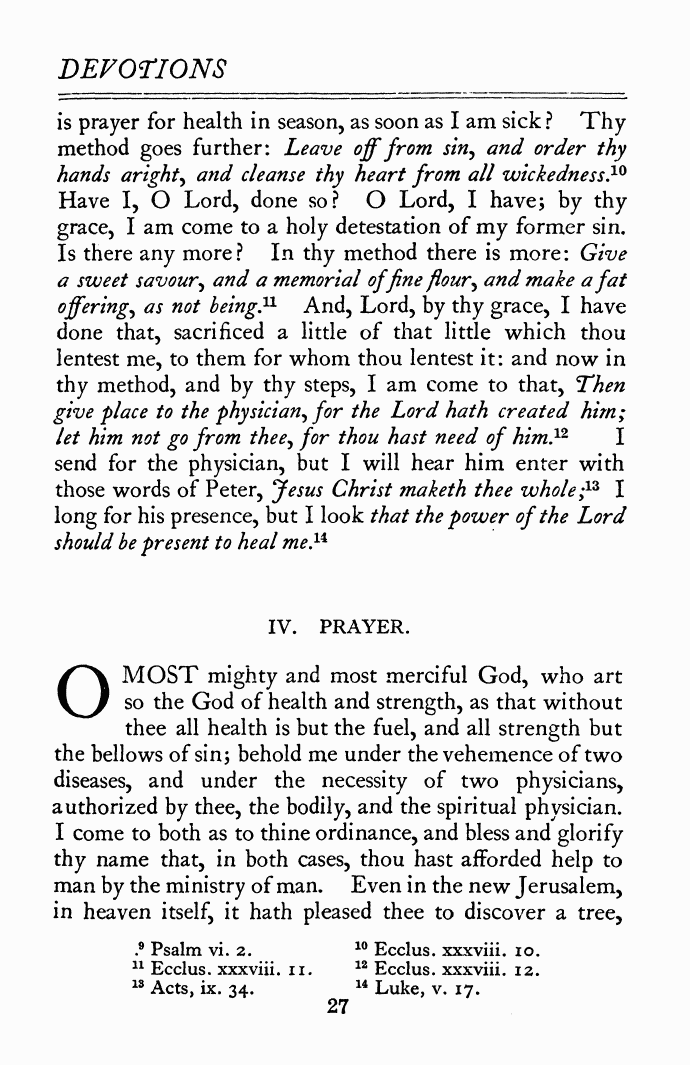 DEVOTIONS
is prayer for health in season, as soon as I am sick? Thy
method goes further: Leave off from sin, and order thy
hands aright, and cleanse thy heart from all wickedness.¹⁰
Have I, O Lord, done so? O Lord, I have; by thy
grace, I am come to a holy detestation of my former sin.
Is there any more? In thy method there is more: Give
a sweet savour, and a memorial of fine flour, and make a fat
offering, as not being.¹¹ And, Lord, by thy grace, I have
done that, sacrificed a little of that little which thou
lentest me, to them for whom thou lentest it: and now in
thy method, and by thy steps, I am come to that, Then
give place to the physician, for the Lord hath created him;
let him not go from thee, for thou hast need of him.¹² I
send for the physician, but I will hear him enter with
those words of Peter, Jesus Christ maketh thee whole;¹³ I
long for his presence, but I look that the power of the Lord
should be present to heal me.¹⁴
IV. PRAYER.
O MOST mighty and most merciful God, who art
so the God of health and strength, as that without
thee all health is but the fuel, and all strength but
the bellows of sin; behold me under the vehemence of two
diseases, and under the necessity of two physicians,
authorized by thee, the bodily, and the spiritual physician.
I come to both as to thine ordinance, and bless and glorify
thy name that, in both cases, thou hast afforded help to
man by the ministry of man. Even in the new Jerusalem,
in heaven itself, it hath pleased thee to discover a tree,
.⁹ Psalm vi. 2. ¹⁰ Ecclus. xxxviii. 10.
¹¹ Ecclus. xxxviii. 11. ¹² Ecclus. xxxviii. 12.
¹³ Acts, ix. 34. ¹⁴ Luke, v. 17.
27